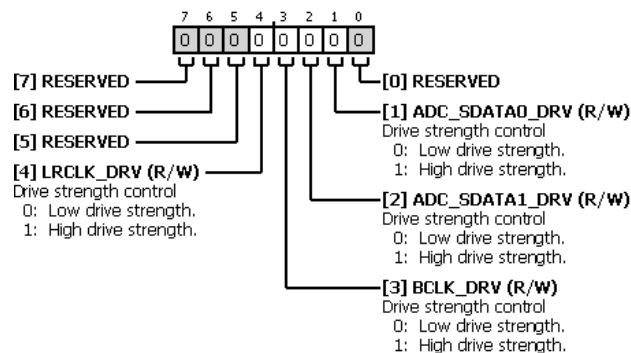 7 6 5 4 3 2 1 0
0 0 0 0 0 0 0 0
[7] RESERVED
[6] RESERVED
[5] RESERVED
[4] LRCLK_DRV (R/W)
Drive strength control
0: Low drive strength.
1: High drive strength.
[0] RESERVED
[1] ADC_SDATA0_DRV (R/W)
Drive strength control
0: Low drive strength.
1: High drive strength.
[2] ADC_SDATA1_DRV (R/W)
Drive strength control
0: Low drive strength.
1: High drive strength.
[3] BCLK_DRV (R/W)
Drive strength control
0: Low drive strength.
1: High drive strength.